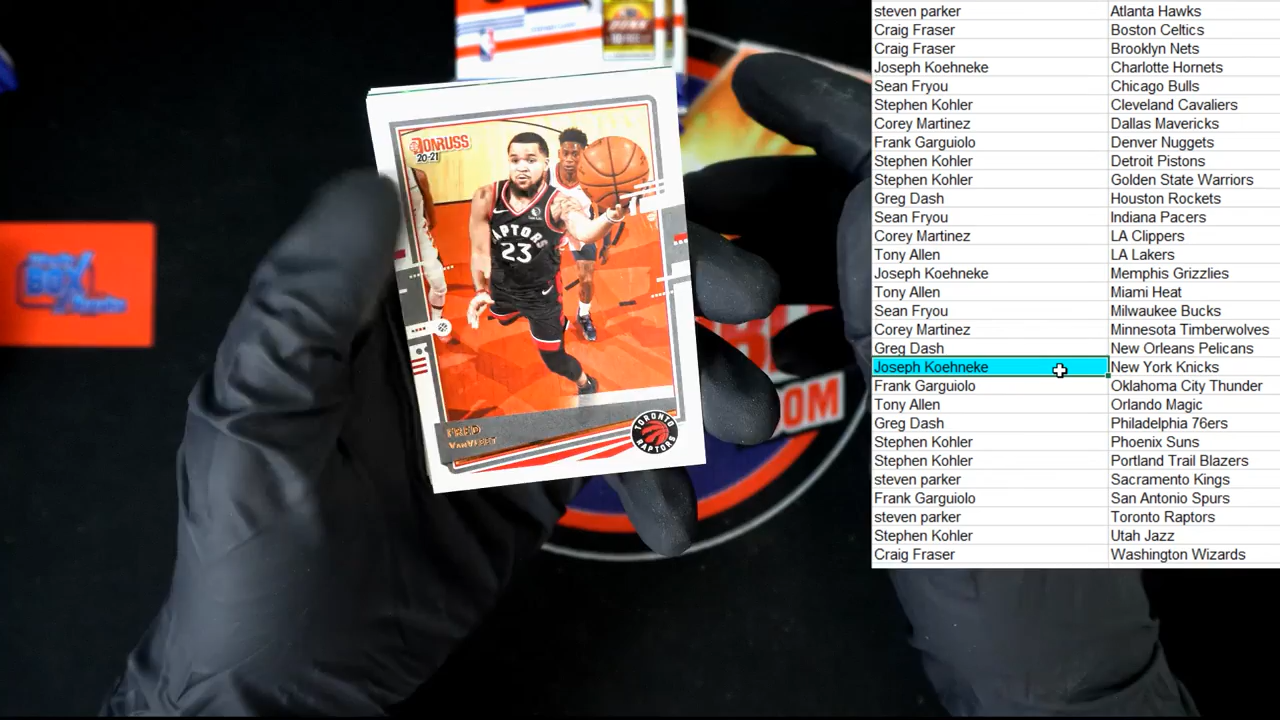 steven parker Atlanta Hawks
Craig Fraser Boston Celtics
Craig Fraser Brooklyn Nets
Joseph Koehneke Charlotte Hornets
Sean Fryou Chicago Bulls
Stephen Kohler Cleveland Cavaliers
Corey Martinez Dallas Mavericks
Frank Garguiolo Denver Nuggets
Stephen Kohler Detroit Pistons
Stephen Kohler Golden State Warriors
Greg Dash Houston Rockets
Sean Fryou Indiana Pacers
Corey Martinez LA Clippers
Tony Allen LA Lakers
Joseph Koehneke Memphis Grizzlies
Tony Allen Miami Heat
Sean Fryou Milwaukee Bucks
Corey Martinez Minnesota Timberwolves
Greg Dash New Orleans Pelicans
Joseph Koehneke New York Knicks
Frank Garguiolo Oklahoma City Thunder
Tony Allen Orlando Magic
Greg Dash Philadelphia 76ers
Stephen Kohler Phoenix Suns
Stephen Kohler Portland Trail Blazers
steven parker Sacramento Kings
Frank Garguiolo San Antonio Spurs
steven parker Toronto Raptors
Stephen Kohler Utah Jazz
Craig Fraser Washington Wizards
DONRUSS
20-21
RAPTORS
23
FRED
VANVLEET
TORONTO
RAPTORS
BOX
OM